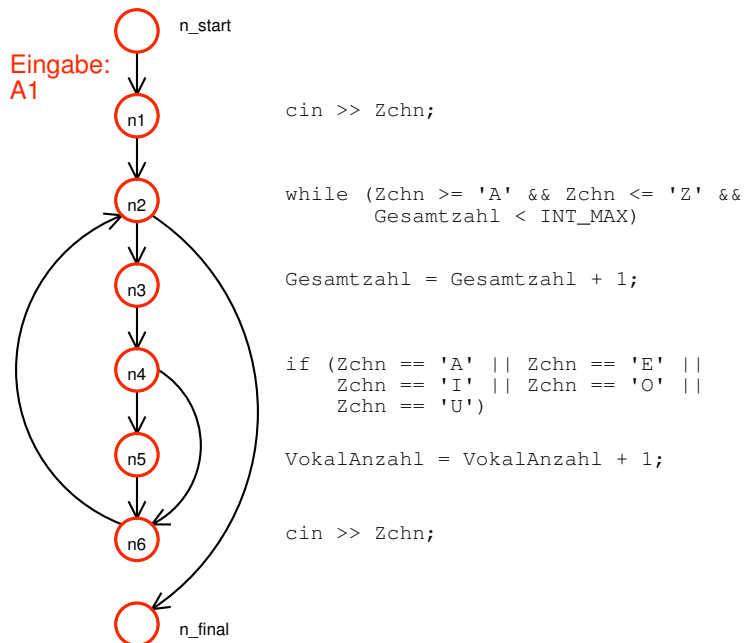 n_start
Eingabe:
A1
n1
cin >> Zchn;
n2
while (Zchn >= 'A' && Zchn <= 'Z' &&
Gesamtzahl < INT_MAX)
n3
Gesamtzahl = Gesamtzahl + 1;
n4
if (Zchn == 'A' || Zchn == 'E' ||
Zchn == 'I' || Zchn == 'O' ||
Zchn == 'U')
n5
VokalAnzahl = VokalAnzahl + 1;
n6
cin >> Zchn;
n_final